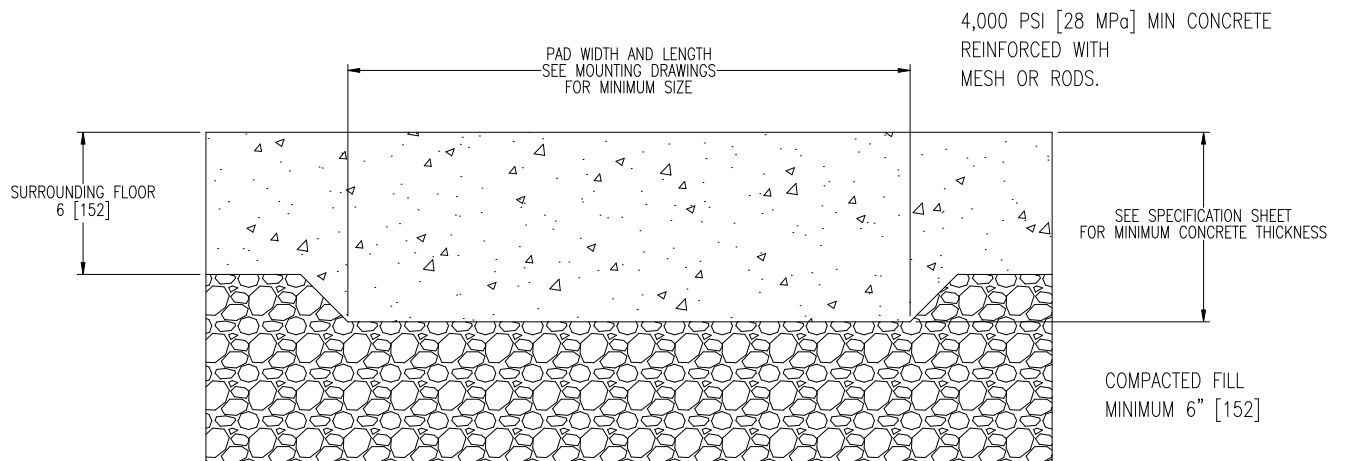 4,000 PSI [28 MPa] MIN CONCRETE
REINFORCED WITH
MESH OR RODS.
PAD WIDTH AND LENGTH
SEE MOUNTING DRAWINGS
FOR MINIMUM SIZE
SURROUNDING FLOOR
6 [152]
SEE SPECIFICATION SHEET
FOR MINIMUM CONCRETE THICKNESS
COMPACTED FILL
MINIMUM 6” [152]